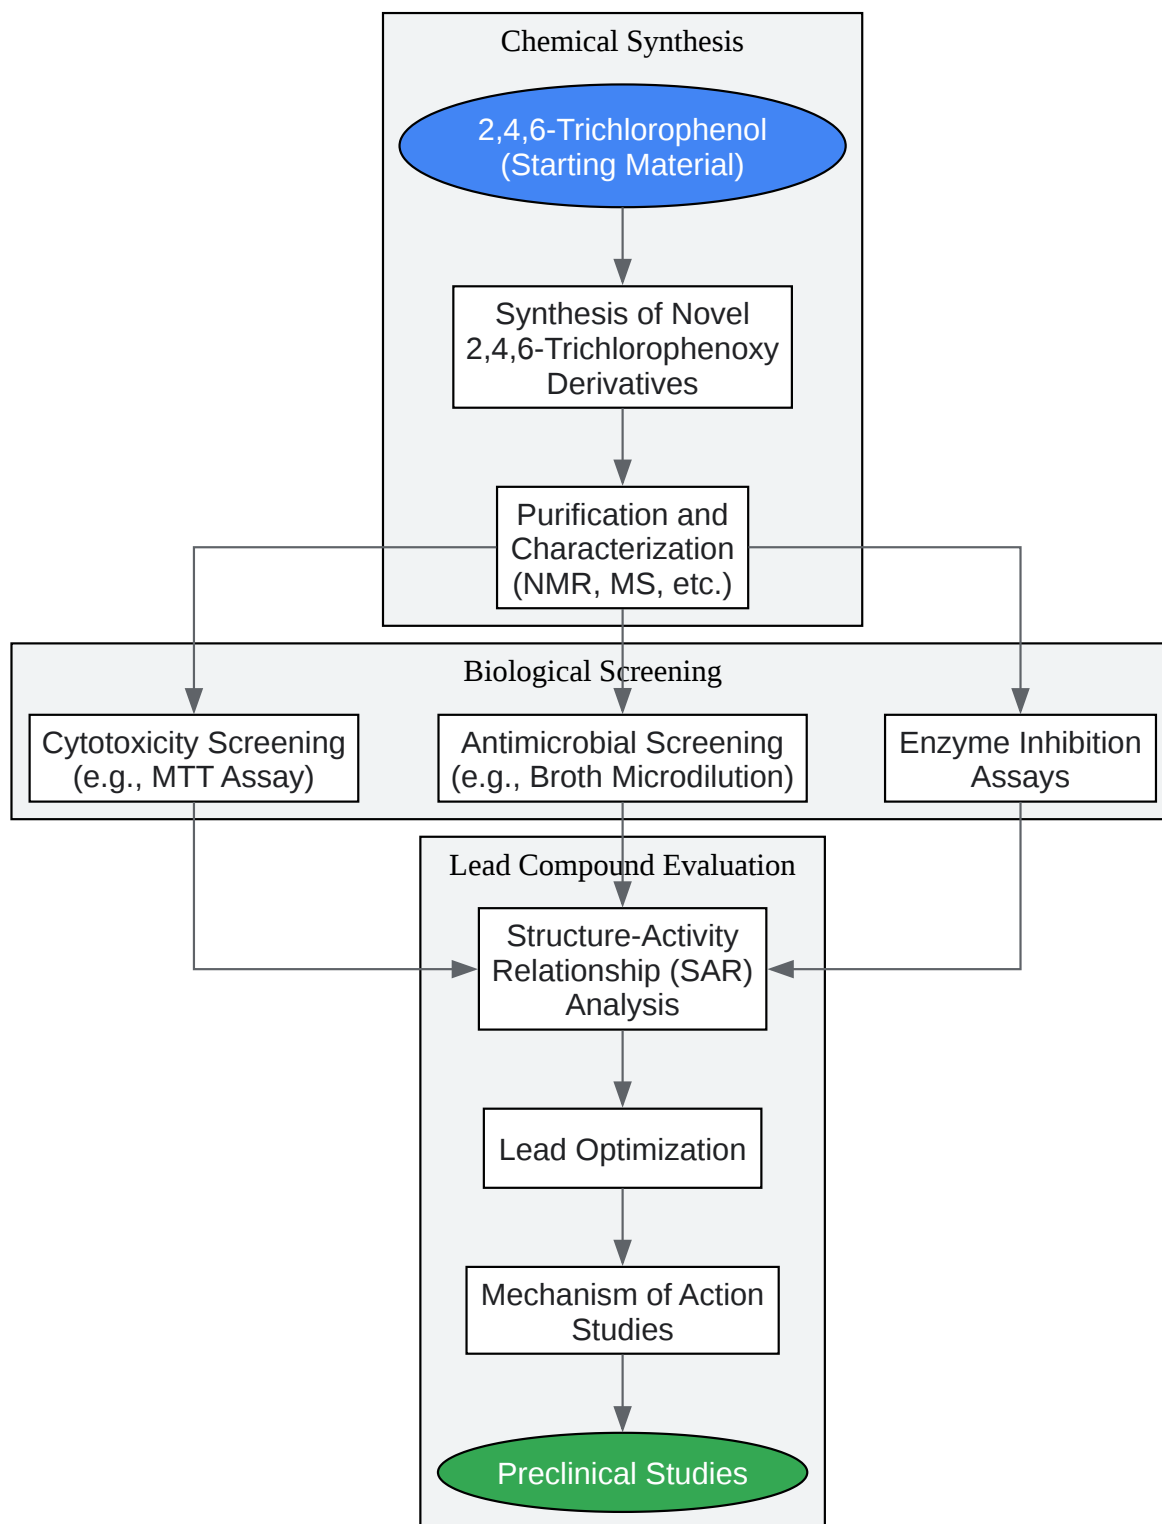 Chemical Synthesis
2,4,6-Trichlorophenol
(Starting Material)
Synthesis of Novel
2,4,6-Trichlorophenoxy
Derivatives
Purification and
Characterization
(NMR, MS, etc.)
Biological Screening
Cytotoxicity Screening
(e.g., MTT Assay)
Antimicrobial Screening
(e.g., Broth Microdilution)
Enzyme Inhibition
Assays
Lead Compound Evaluation
Structure-Activity
Relationship (SAR)
Analysis
Lead Optimization
Mechanism of Action
Studies
Preclinical Studies